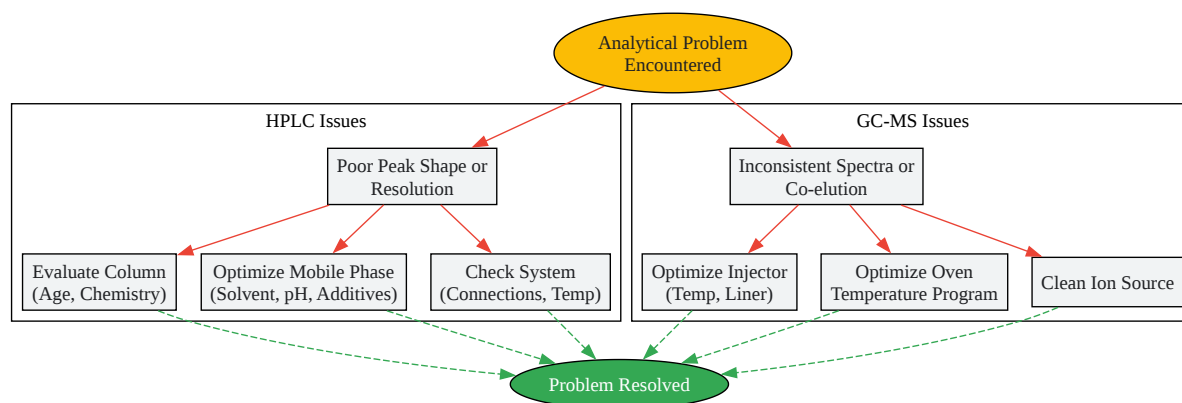 Analytical Problem
Encountered
HPLC Issues
GC-MS Issues
Poor Peak Shape or
Resolution
Inconsistent Spectra or
Co-elution
Evaluate Column
(Age, Chemistry)
Optimize Mobile Phase
(Solvent, pH, Additives)
Check System
(Connections, Temp)
Optimize Injector
(Temp, Liner)
Optimize Oven
Temperature Program
Clean Ion Source
Problem Resolved